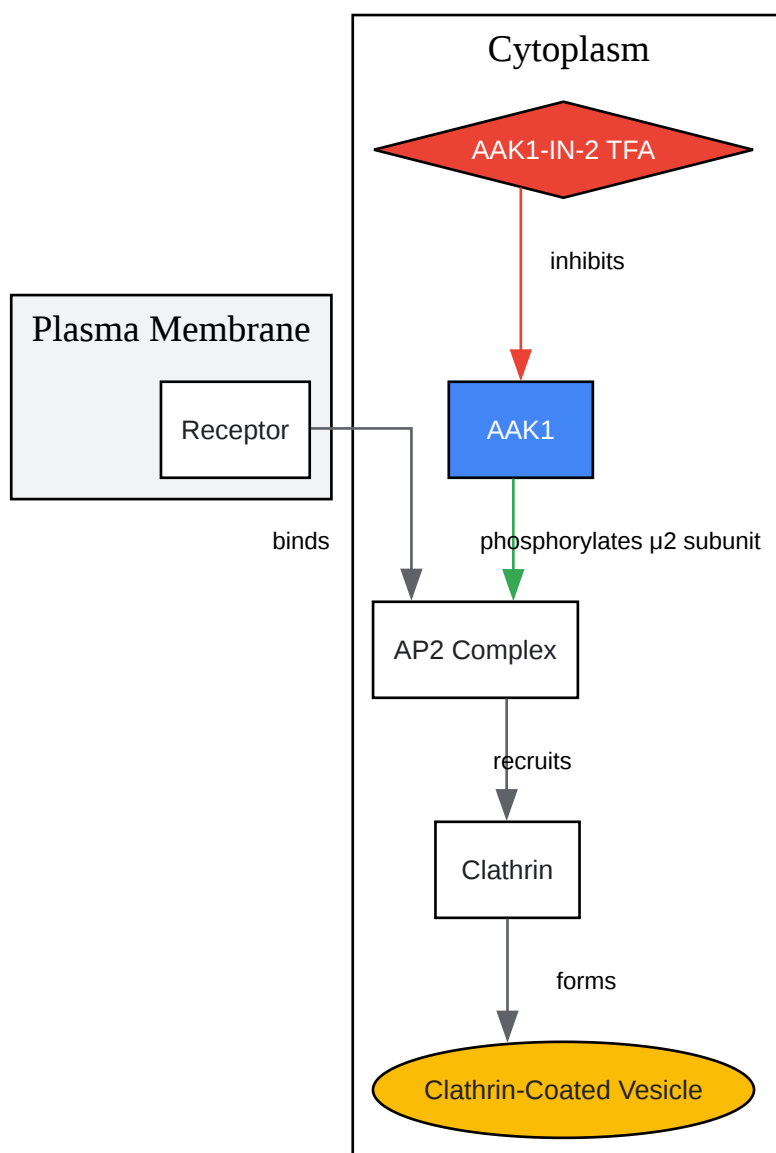 Cytoplasm
AAK1-IN-2 TFA
inhibits
Plasma Membrane
Receptor
AAK1
binds
phosphorylates μ2 subunit
AP2 Complex
recruits
Clathrin
forms
Clathrin-Coated Vesicle